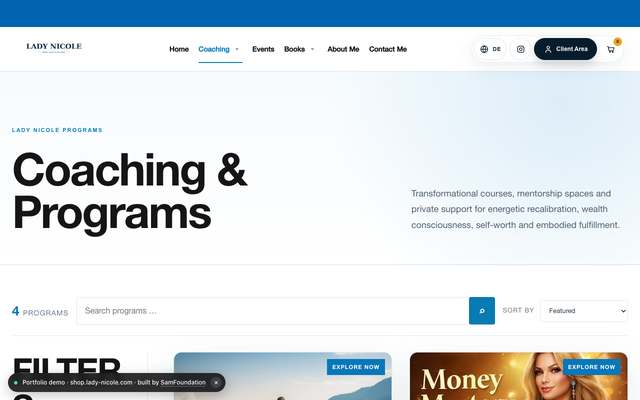 LADY NICOLE
Home
Coaching
Events
Books
About Me
Contact Me
DE
Client Area
0
LADY NICOLE PROGRAMS
Coaching &
Programs
Transformational courses, mentorship spaces and
private support for energetic recalibration, wealth
consciousness, self-worth and embodied fulfillment.
4 PROGRAMS
Search programs …
SORT BY
Featured
FILTER
EXPLORE NOW
EXPLORE NOW
Money
Portfolio demo · shop.lady-nicole.com · built by SamFoundation
×